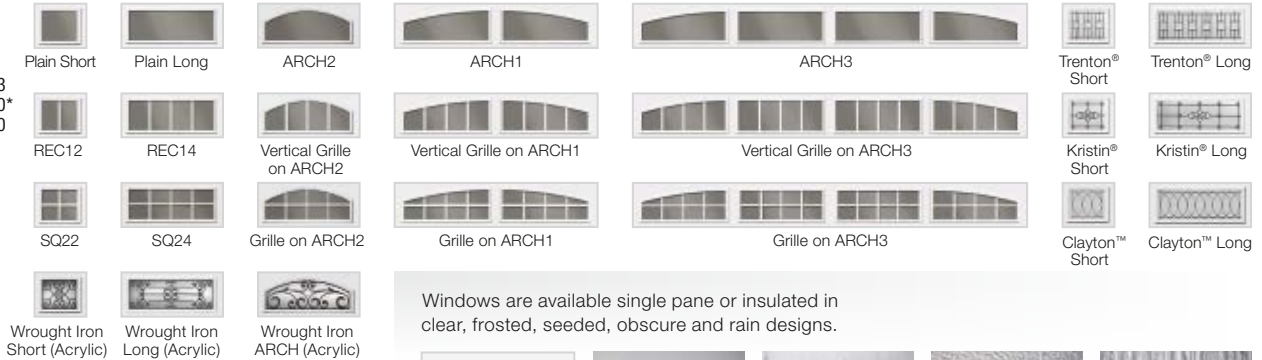 Plain Short
Plain Long
ARCH2
ARCH1
ARCH3
Trenton®
Short
Trenton® Long
3
0*
0
REC12
REC14
Vertical Grille
on ARCH2
Vertical Grille on ARCH1
Vertical Grille on ARCH3
Kristin®
Short
Kristin® Long
SQ22
SQ24
Grille on ARCH2
Grille on ARCH1
Grille on ARCH3
Clayton™
Short
Clayton™ Long
Wrought Iron
Short (Acrylic)
Wrought Iron
Long (Acrylic)
Wrought Iron
ARCH (Acrylic)
Windows are available single pane or insulated in
clear, frosted, seeded, obscure and rain designs.